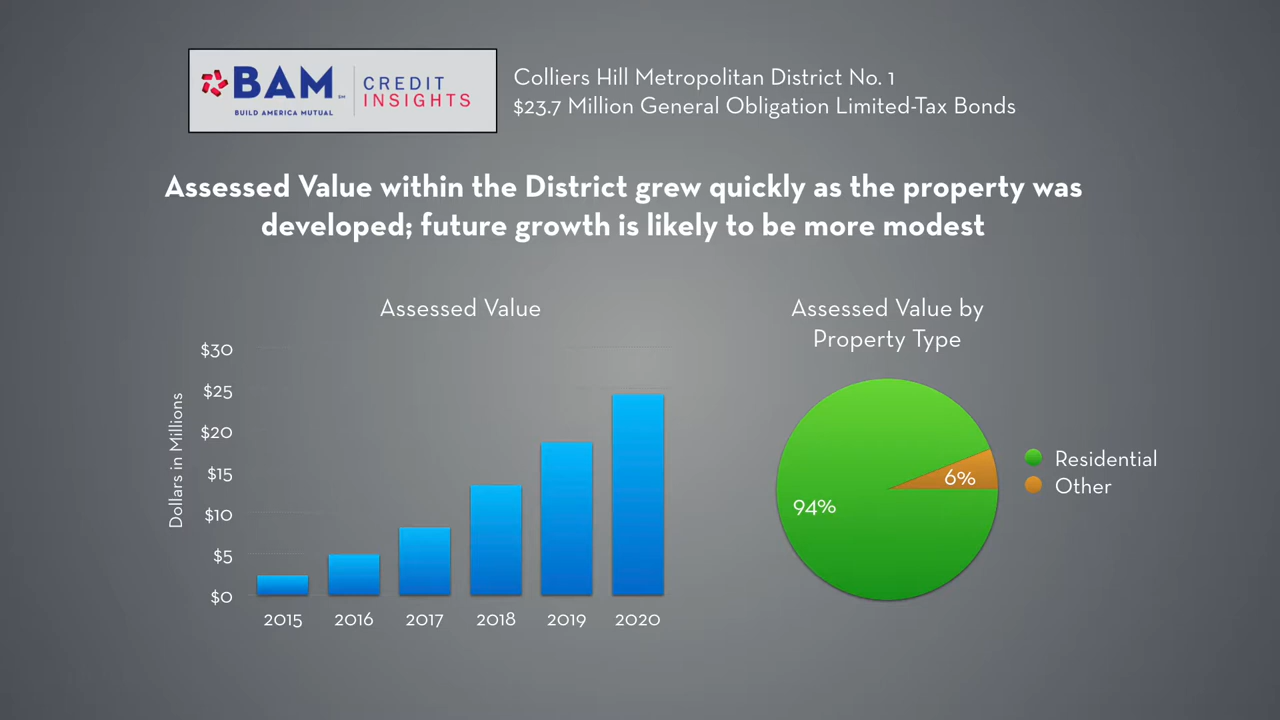 BAM
SM
BUILD AMERICA MUTUAL
CREDIT
INSIGHTS
Colliers Hill Metropolitan District No. 1
$23.7 Million General Obligation Limited-Tax Bonds
Assessed Value within the District grew quickly as the property was
developed; future growth is likely to be more modest
Assessed Value
Dollars in Millions
$30
$25
$20
$15
$10
$5
$0
2015 2016 2017 2018 2019 2020
Assessed Value by
Property Type
94%
6%
Residential
Other